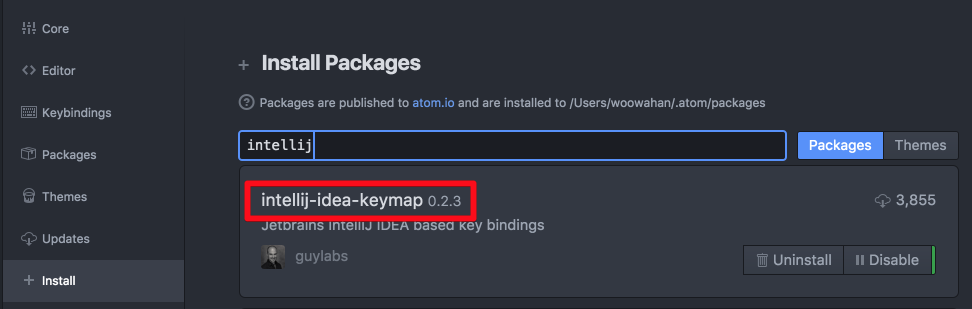 Core
Editor
Keybindings
Packages
Themes
Updates
+ Install
+ Install Packages
? Packages are published to atom.io and are installed to /Users/woowahan/.atom/packages
intellij
Packages Themes
intellij-idea-keymap 0.2.3
3,855
Jetbrains IntelliJ IDEA based key bindings
guylabs
Uninstall Disable